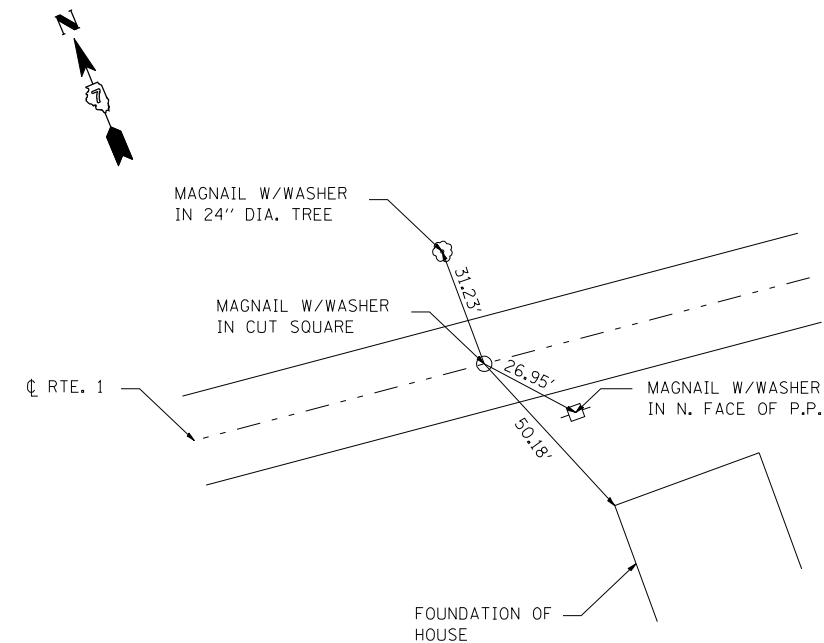 N
7
MAGNAIL W/WASHER
IN 24" DIA. TREE
31.23'
MAGNAIL W/WASHER
IN CUT SQUARE
26.95'
℄ RTE. 1
MAGNAIL W/WASHER
IN N. FACE OF P.P.
50.18'
FOUNDATION OF
HOUSE